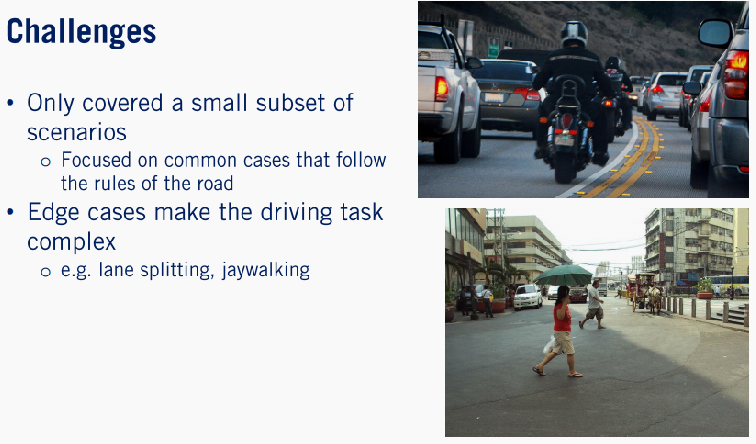 Challenges
• Only covered a small subset of
scenarios
o Focused on common cases that follow
the rules of the road
• Edge cases make the driving task
complex
o e.g. lane splitting, jaywalking